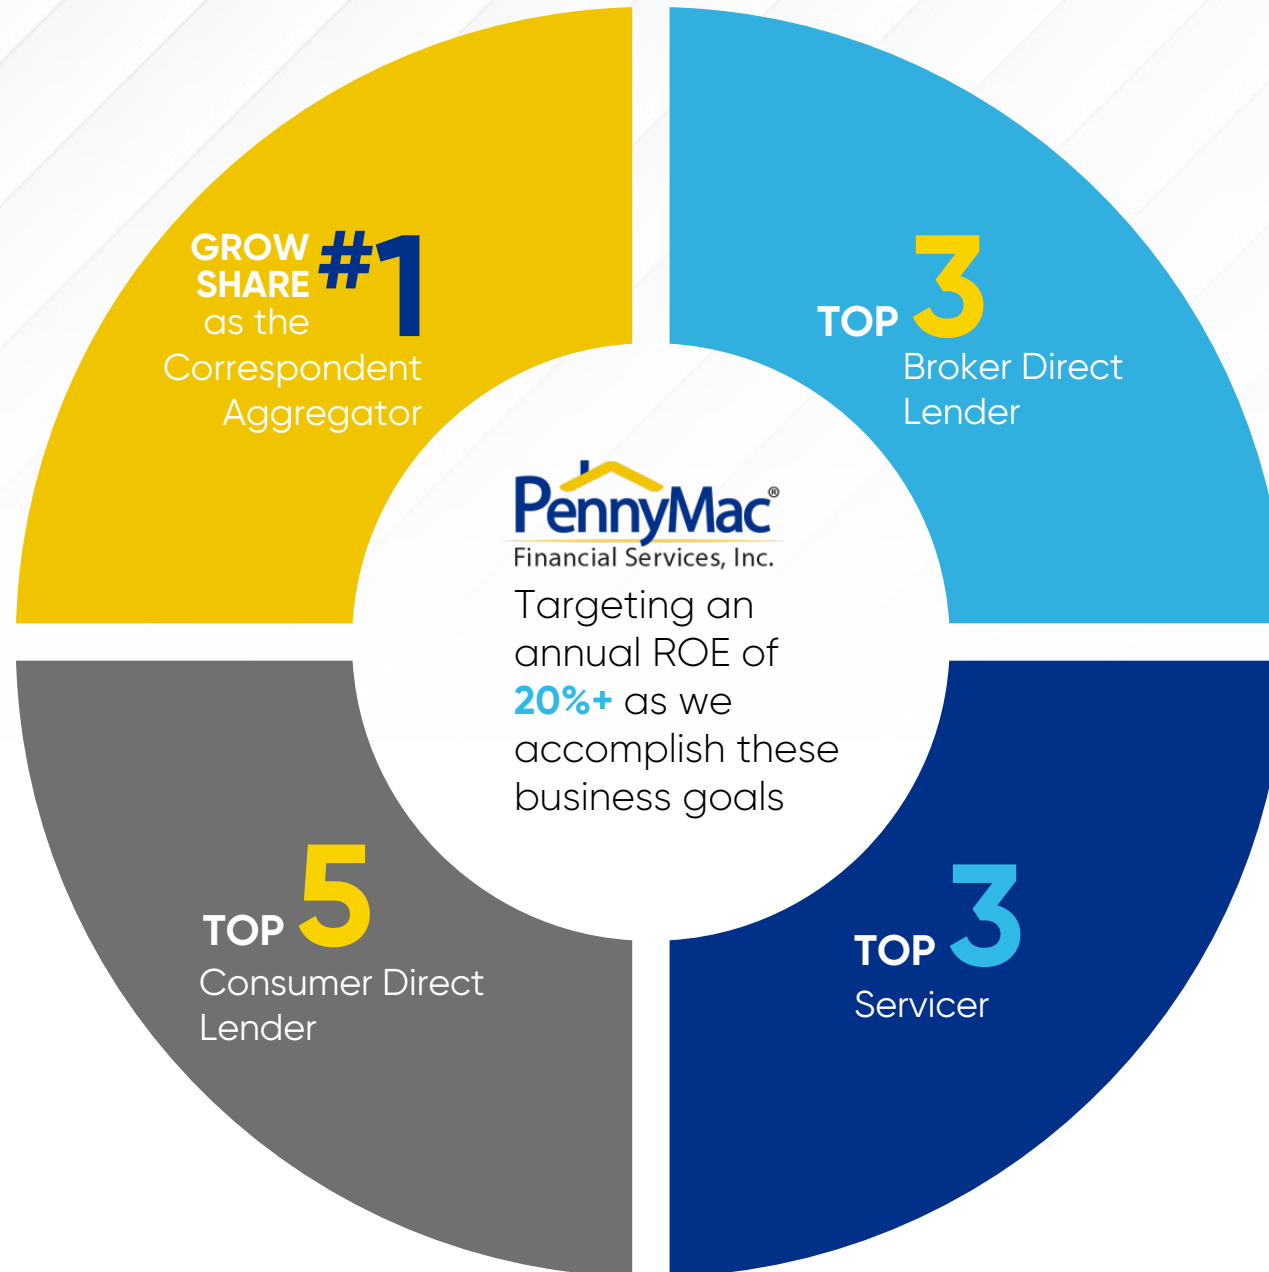 GROW #1
SHARE
as the
Correspondent
Aggregator
TOP 3
Broker Direct
Lender
PennyMac®
Financial Services, Inc.
Targeting an
annual ROE of
20%+ as we
accomplish these
business goals
TOP 5
Consumer Direct
Lender
TOP 3
Servicer